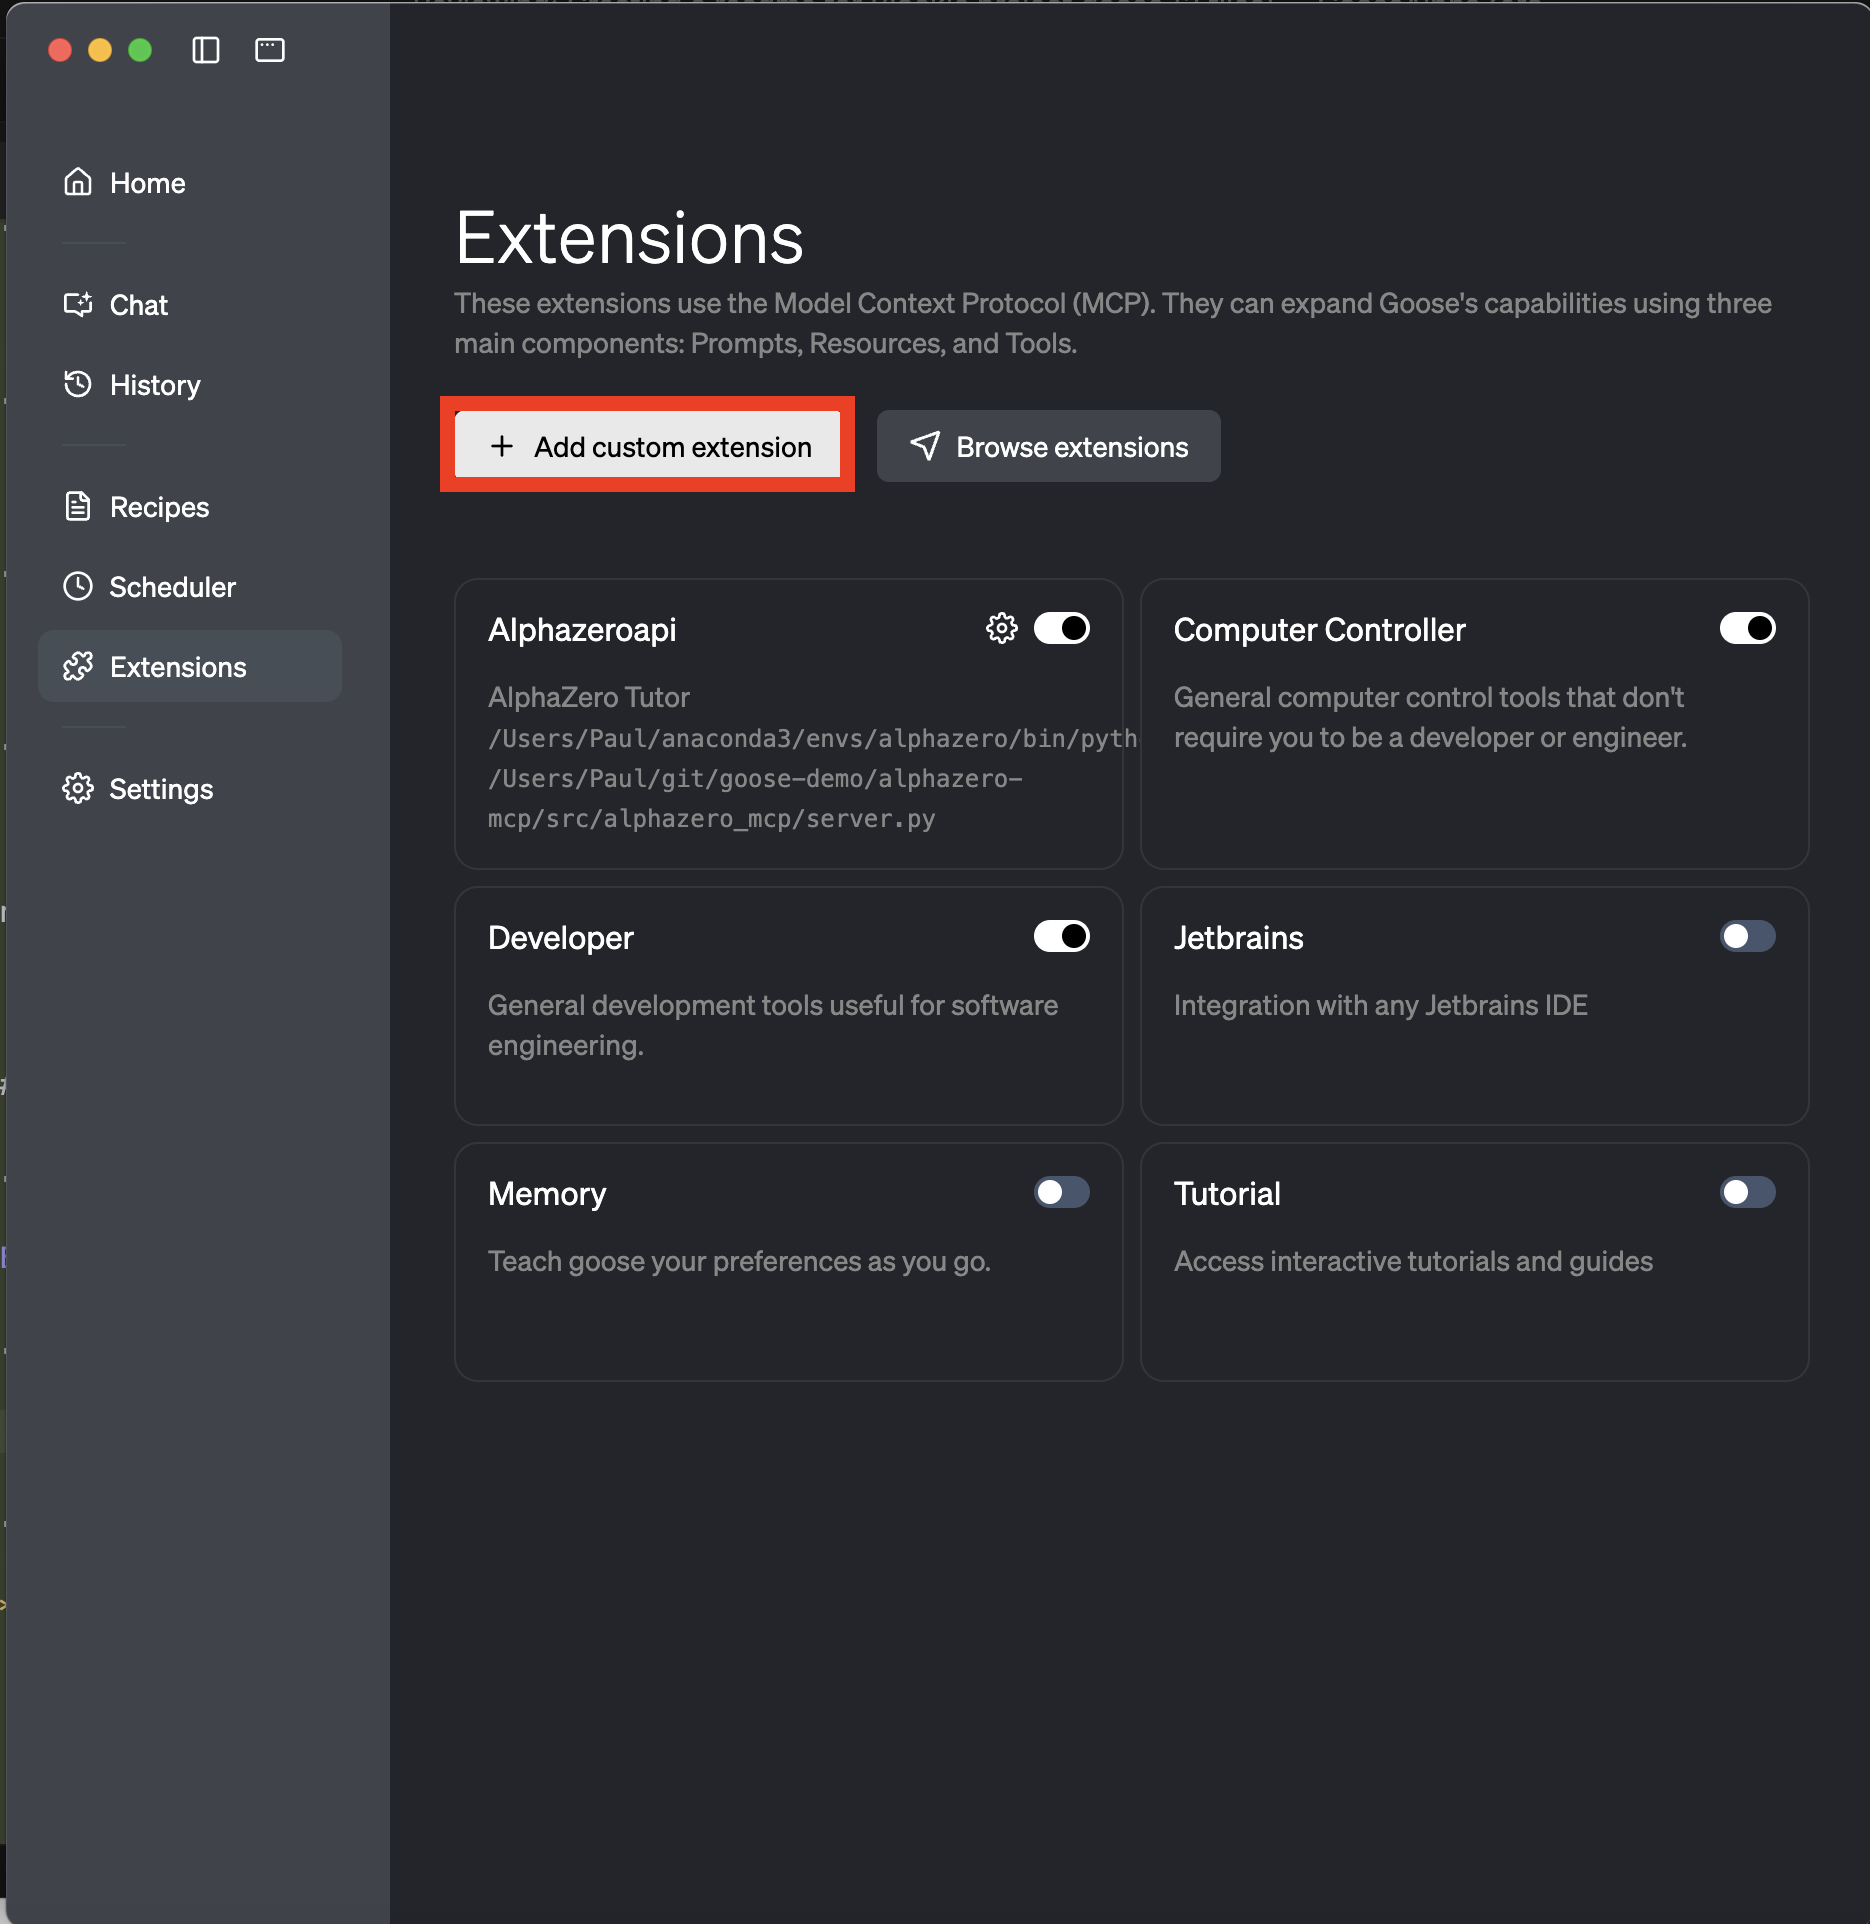 Home
Chat
History
Recipes
Scheduler
Extensions
Settings
Extensions
These extensions use the Model Context Protocol (MCP). They can expand Goose's capabilities using three
main components: Prompts, Resources, and Tools.
+ Add custom extension
Browse extensions
Alphazeroapi
AlphaZero Tutor
/Users/Paul/anaconda3/envs/alphazero/bin/pyth
/Users/Paul/git/goose-demo/alphazero-
mcp/src/alphazero_mcp/server.py
Computer Controller
General computer control tools that don't
require you to be a developer or engineer.
Developer
General development tools useful for software
engineering.
Jetbrains
Integration with any Jetbrains IDE
Memory
Teach goose your preferences as you go.
Tutorial
Access interactive tutorials and guides